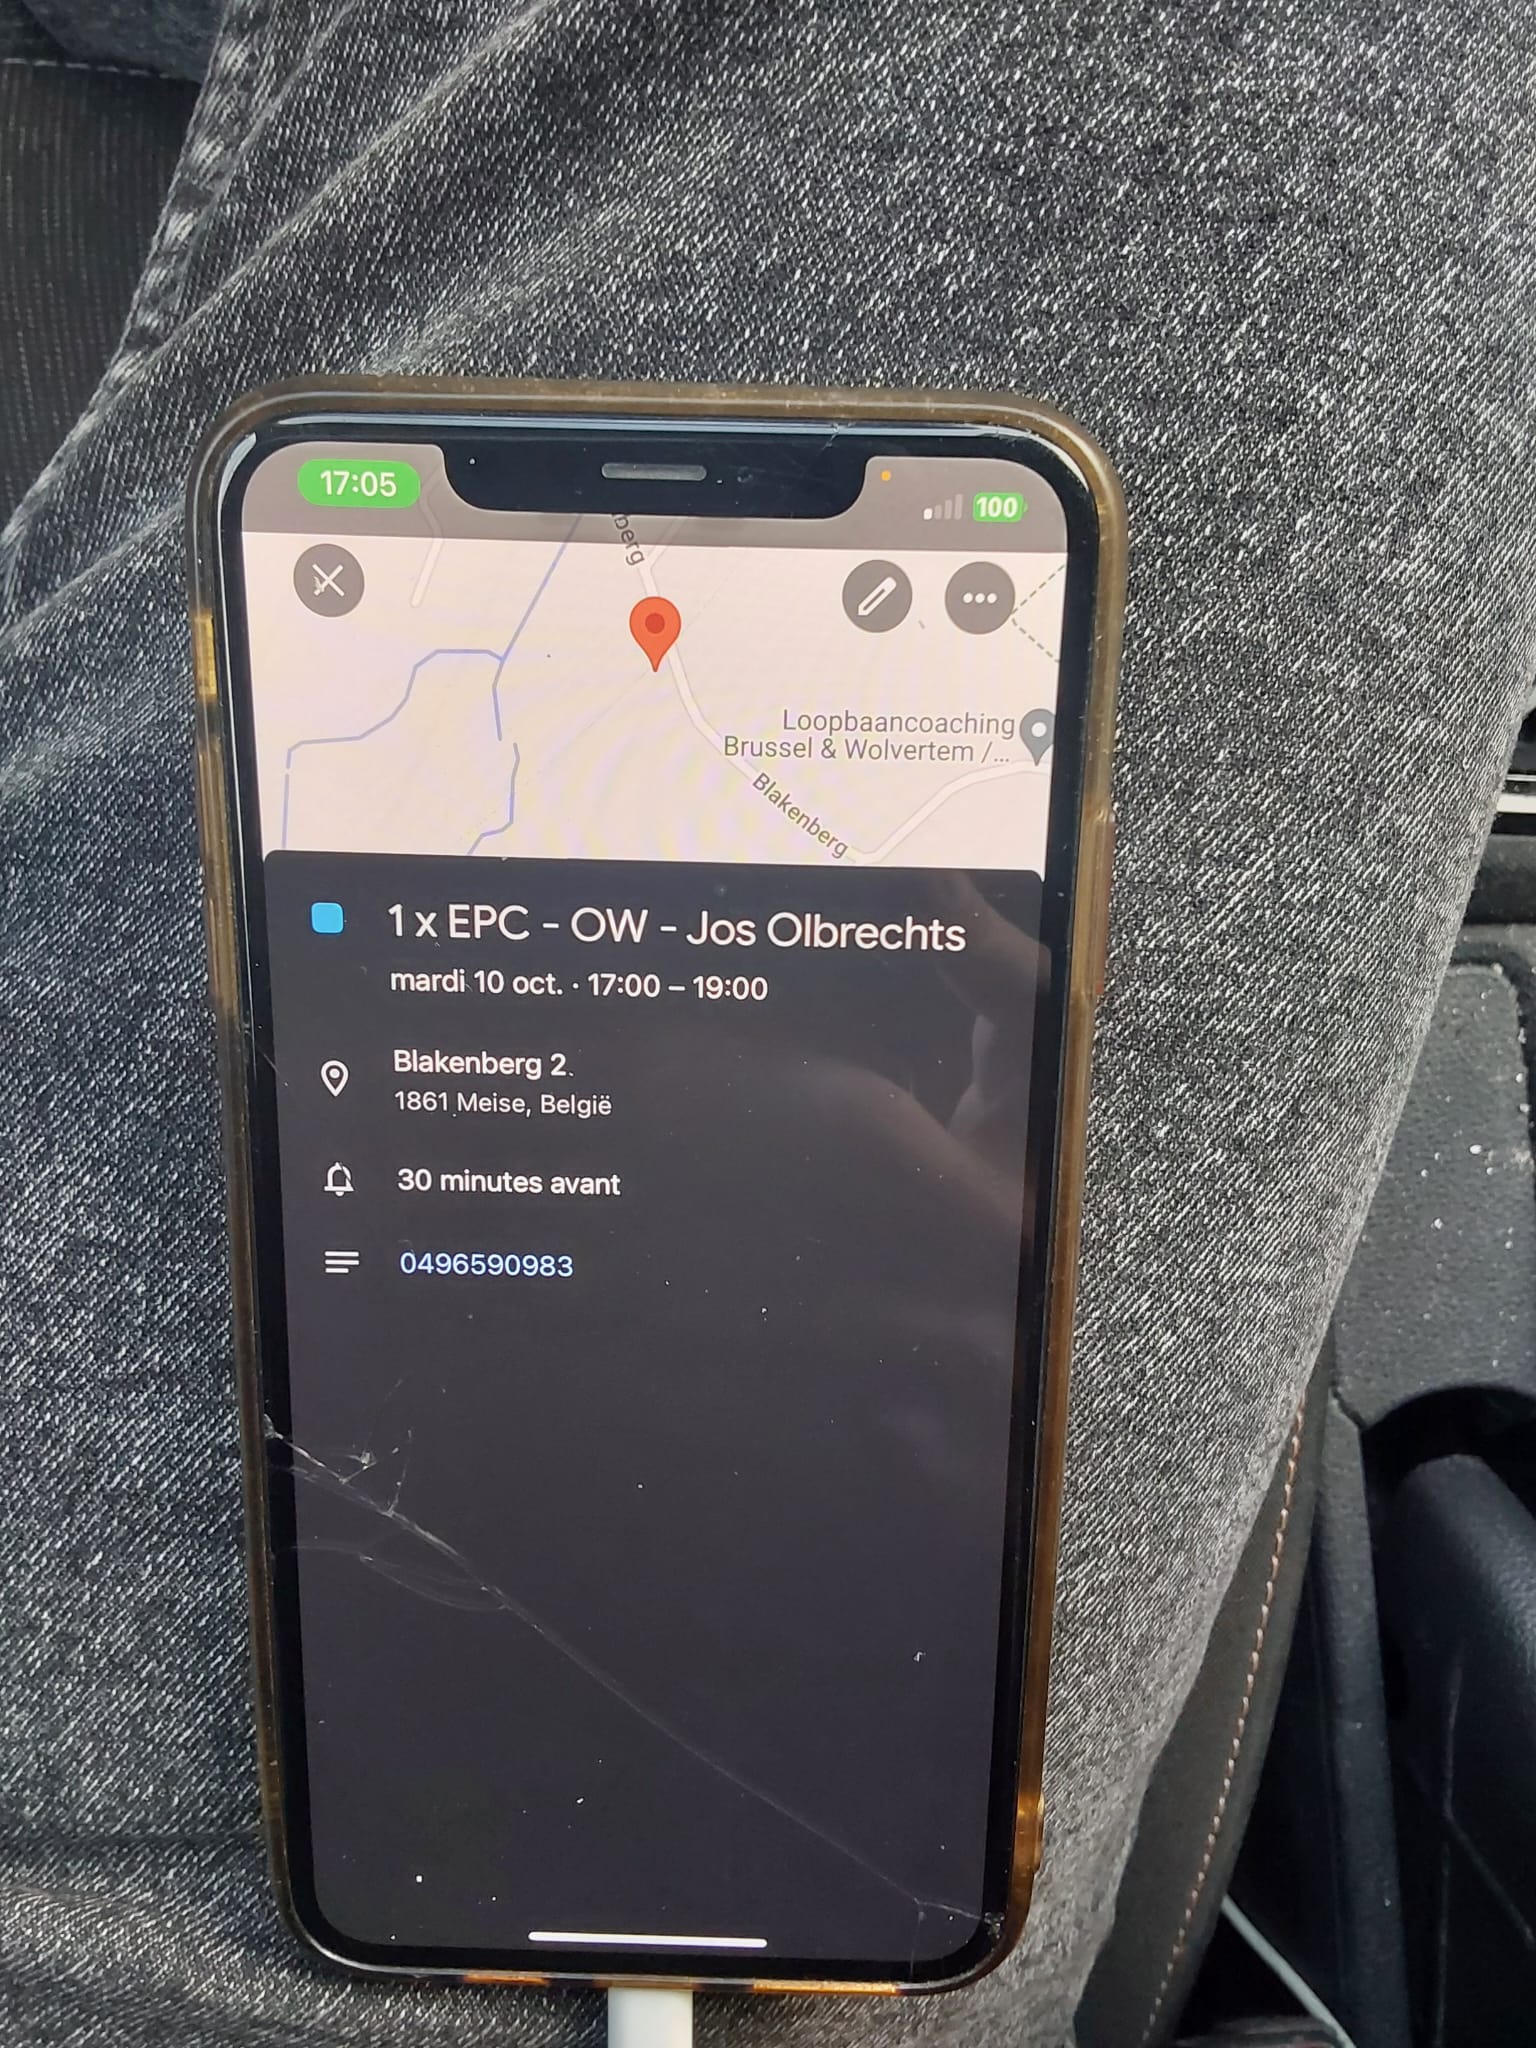 17:05
100
berg
Loopbaancoaching
Brussel & Wolvertem /...
Blakenberg
1 x EPC - OW - Jos Olbrechts
mardi 10 oct. · 17:00 – 19:00
Blakenberg 2
1861 Meise, België
30 minutes avant
0496590983